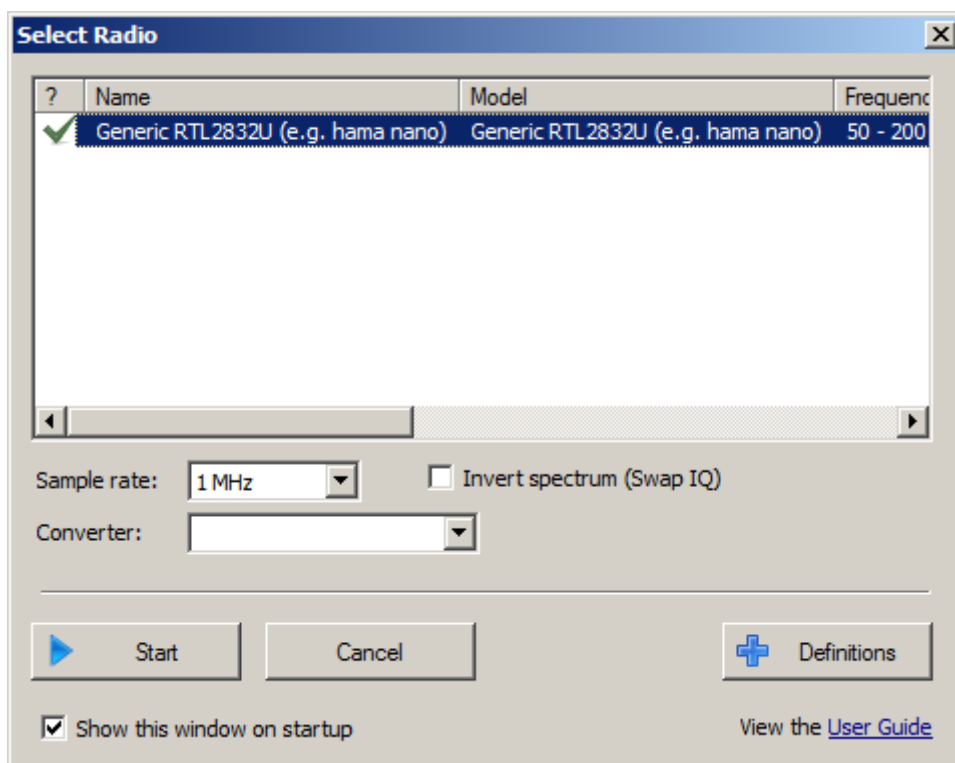 Select Radio
? Name Model Frequenc
Generic RTL2832U (e.g. hama nano) Generic RTL2832U (e.g. hama nano) 50 - 200
Sample rate: 1 MHz Invert spectrum (Swap IQ)
Converter:
Start Cancel Definitions
Show this window on startup View the User Guide